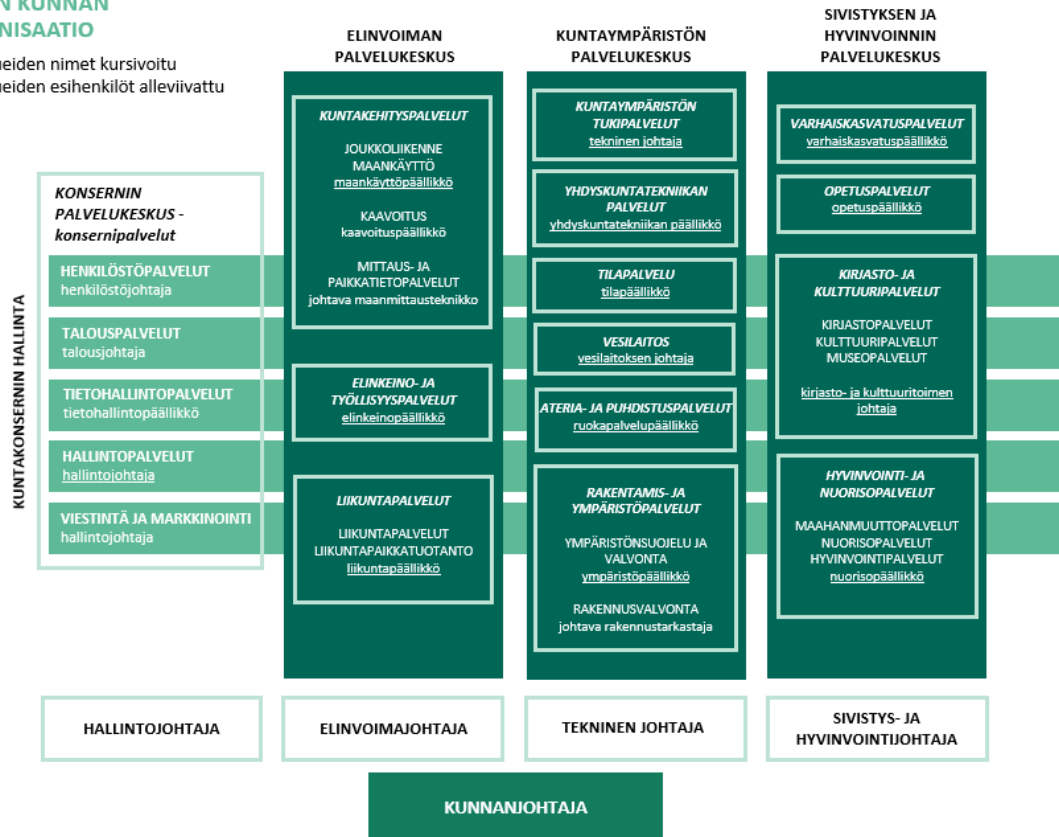 KUNNAN
NISAATIO
eiden nimet kursivoitu
eiden esihenkilöt alleviivattu
KUNTAKONSERNIN HALLINTA
KONSERNIN
PALVELUKESKUS -
konsernipalvelut
HENKILÖSTÖPALVELUT
henkilöstöjohtaja
TALOUSPALVELUT
talousjohtaja
TIETOHALLINTOPALVELUT
tietohallintopäällikkö
HALLINTOPALVELUT
hallintojohtaja
VIESTINTÄ JA MARKKINOINTI
hallintojohtaja
HALLINTOJOHTAJA
ELINVOIMAN
PALVELUKESKUS
KUNTAKEHITYSPALVELUT
JOUKKOLIIKENNE
MAANKÄYTTÖ
maankäyttöpäällikkö
KAAVOITUS
kaavoituspäällikkö
MITTAUS- JA
PAIKKATIETOPALVELUT
johtava maanmittausteknikko
ELINKEINO- JA
TYÖLLISYYSPALVELUT
elinkeinopäällikkö
LIIKUNTAPALVELUT
LIIKUNTAPALVELUT
LIIKUNTAPAIKKATUOTANTO
liikuntapäällikkö
ELINVOIMAJOHTAJA
KUNTAYMPÄRISTÖN
PALVELUKESKUS
KUNTAYMPÄRISTÖN
TUKIPALVELUT
tekninen johtaja
YHDYSKUNTATEKNIIKAN
PALVELUT
yhdyskuntatekniikan päällikkö
TILAPALVELU
tilapäällikkö
VESILAITOS
vesilaitoksen johtaja
ATERIA- JA PUHDISTUSPALVELUT
ruokapalvelupäällikkö
RAKENTAMIS- JA
YMPÄRISTÖPALVELUT
YMPÄRISTÖNSUOJELU JA
VALVONTA
ympäristöpäällikkö
RAKENNUSVALVONTA
johtava rakennustarkastaja
TEKNINEN JOHTAJA
SIVISTYKSEN JA
HYVINVOINNIN
PALVELUKESKUS
VARHAISKASVATUSPALVELUT
varhaiskasvatuspäällikkö
OPETUSPALVELUT
opetuspäällikkö
KIRJASTO- JA
KULTTUURIPALVELUT
KIRJASTOPALVELUT
KULTTUURIPALVELUT
MUSEOPALVELUT
kirjasto- ja kulttuuritoimen
johtaja
HYVINVOINTI- JA
NUORISOPALVELUT
MAAHANMUUTTOPALVELUT
NUORISOPALVELUT
HYVINVOINTIPALVELUT
nuorisopäällikkö
SIVISTYS- JA
HYVINVOINTIJOHTAJA
KUNNANJOHTAJA